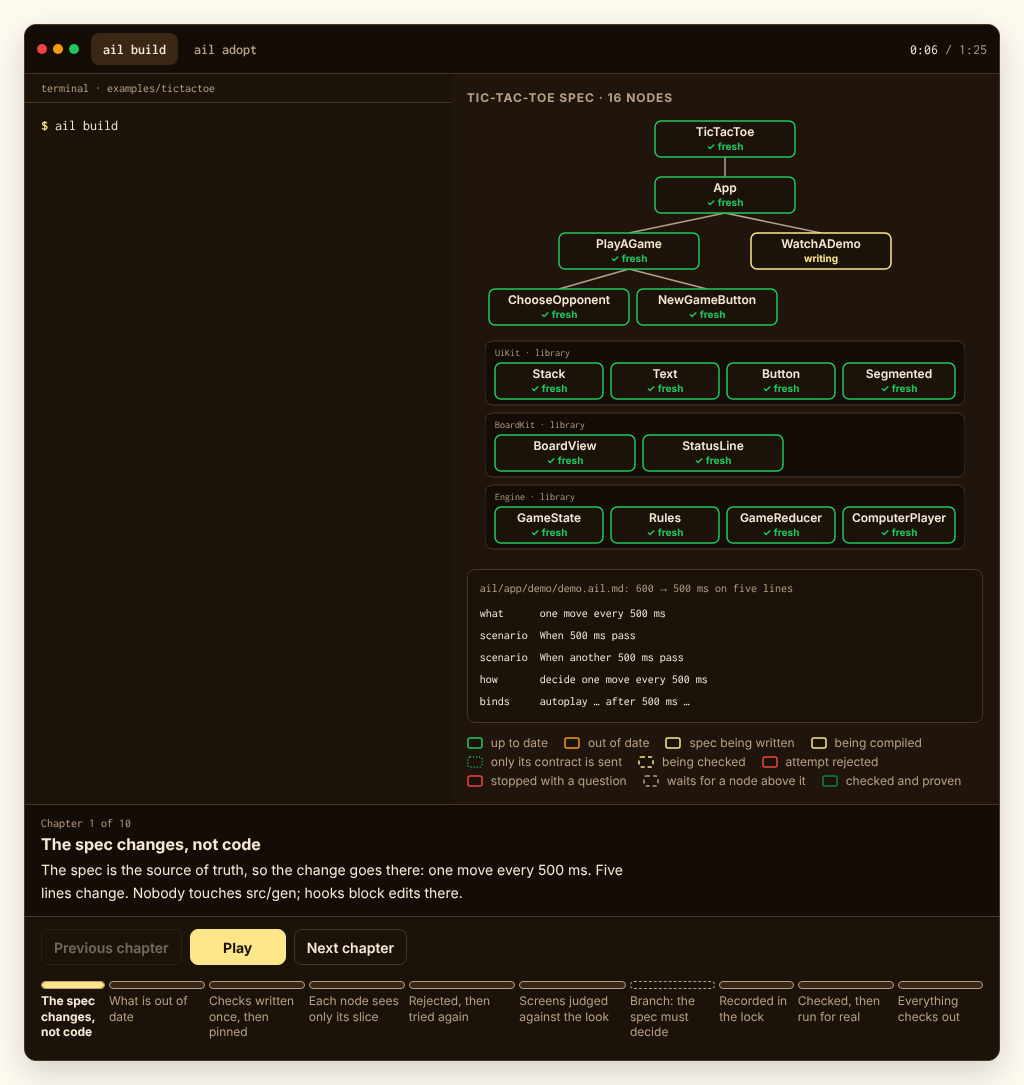 ail build
ail adopt
0:06 / 1:25
terminal · examples/tictactoe
$ ail build
TIC-TAC-TOE SPEC · 16 NODES
TicTacToe
✓ fresh
App
✓ fresh
PlayAGame
✓ fresh
WatchADemo
writing
ChooseOpponent
✓ fresh
NewGameButton
✓ fresh
UiKit · library
Stack
✓ fresh
Text
✓ fresh
Button
✓ fresh
Segmented
✓ fresh
BoardKit · library
BoardView
✓ fresh
StatusLine
✓ fresh
Engine · library
GameState
✓ fresh
Rules
✓ fresh
GameReducer
✓ fresh
ComputerPlayer
✓ fresh
ail/app/demo/demo.ail.md: 600 → 500 ms on five lines
what one move every 500 ms
scenario When 500 ms pass
scenario When another 500 ms pass
how decide one move every 500 ms
binds autoplay … after 500 ms …
up to date
out of date
spec being written
being compiled
only its contract is sent
being checked
attempt rejected
stopped with a question
waits for a node above it
checked and proven
Chapter 1 of 10
The spec changes, not code
The spec is the source of truth, so the change goes there: one move every 500 ms. Five
lines change. Nobody touches src/gen; hooks block edits there.
Previous chapter
Play
Next chapter
The spec
changes,
not code
What is out of
date
Checks written
once, then
pinned
Each node sees
only its slice
Rejected, then
tried again
Screens judged
against the look
Branch: the
spec must
decide
Recorded in
the lock
Checked, then
run for real
Everything
checks out